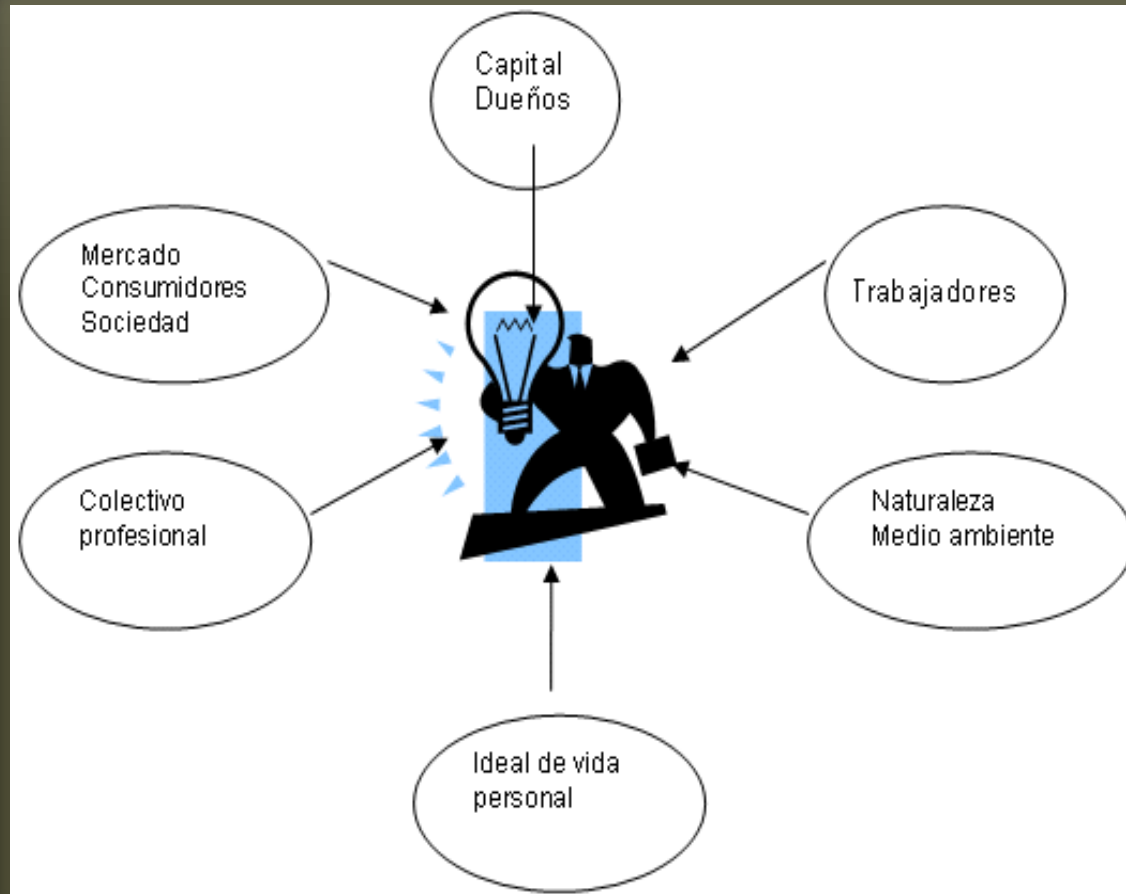 Capital
Dueños
Mercado
Consumidores
Sociedad
Trabajadores
Colectivo
profesional
Naturaleza
Medio ambiente
Ideal de vida
personal